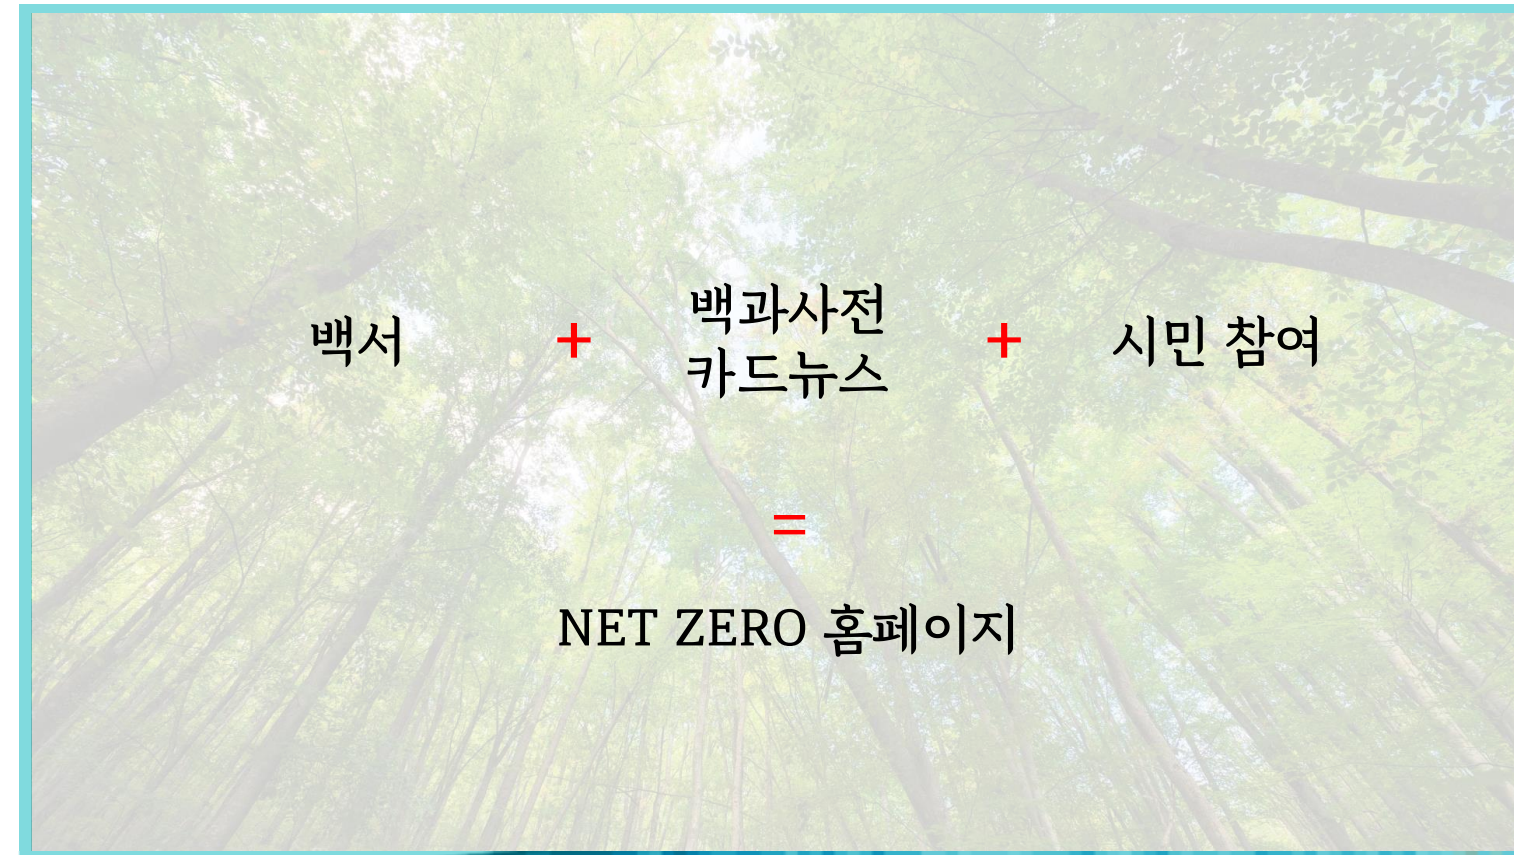 백서 + 백과사전 + 시민 참여
카드뉴스
=
NET ZERO 홈페이지